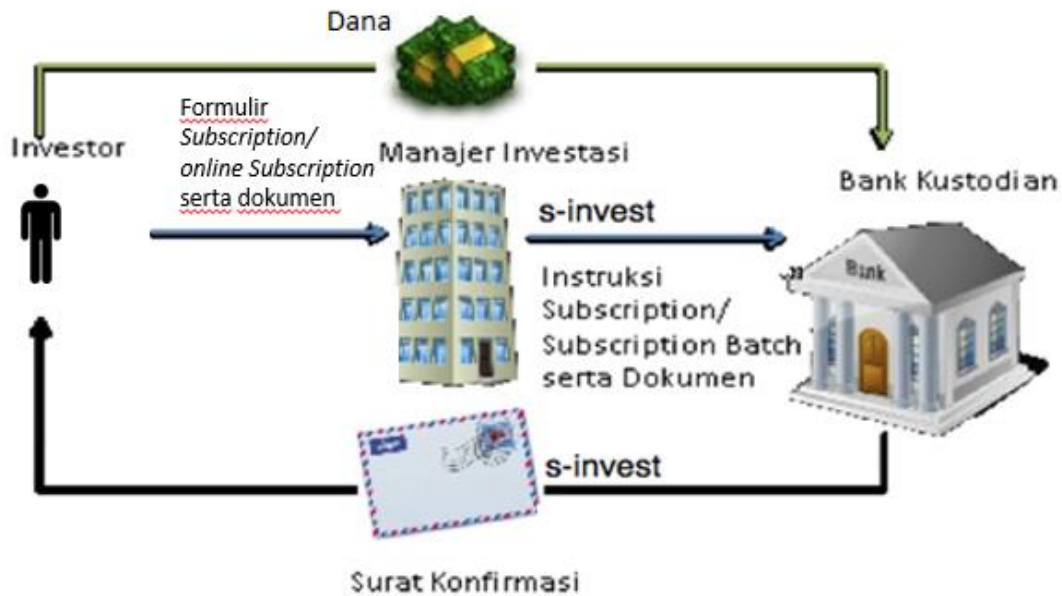 Dana
Formulir
Subscription/
online Subscription
serta dokumen
Investor
Manajer Investasi
Bank Kustodian
s-invest
Bank
Instruksi
Subscription/
Subscription Batch
serta Dokumen
s-invest
Surat Konfirmasi